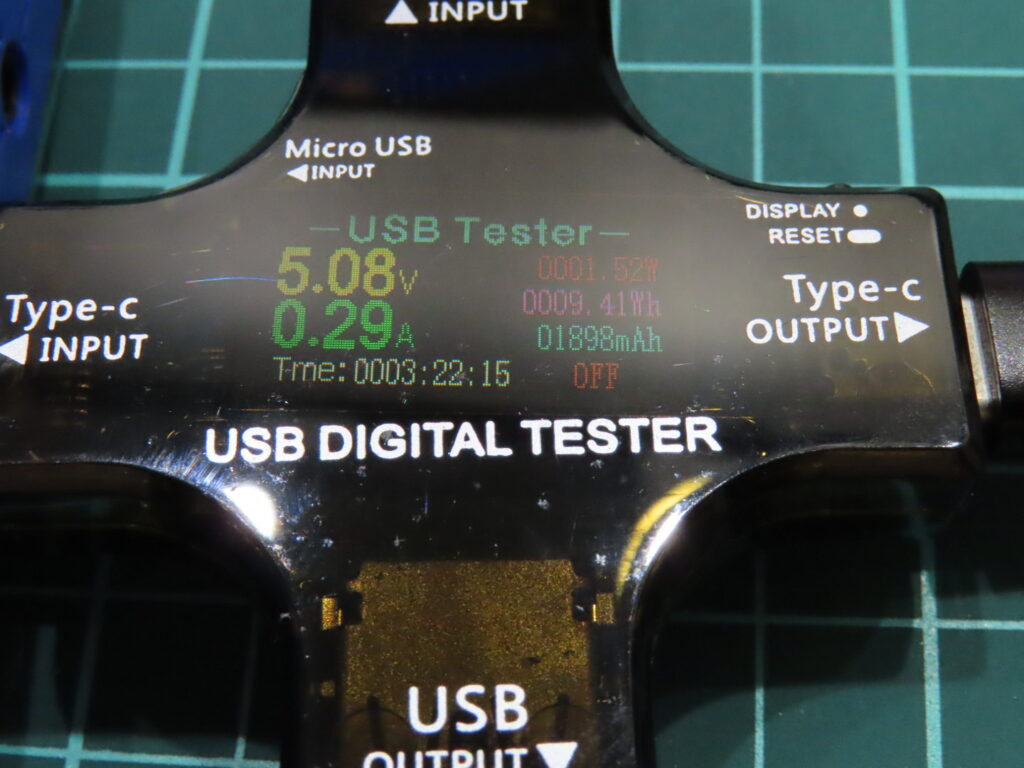 ▲ INPUT
Micro USB
◀INPUT
DISPLAY ●
RESET
Type-c
◀ INPUT
—USB Tester—
5.08V
0001.52W
0009.41Wh
0.29A
01898mAh
Tme:0003:22:15
OFF
Type-c
OUTPUT▶
USB DIGITAL TESTER
USB
OUTPUT▼